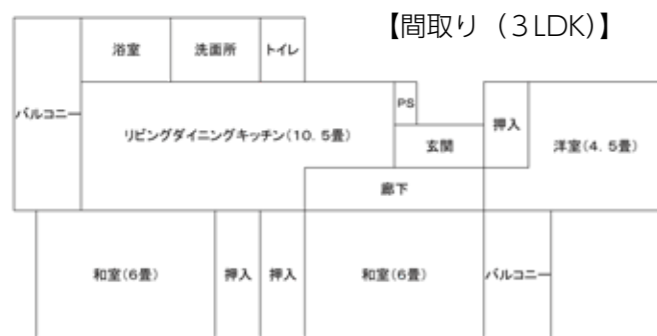 【間取り（３LDK)】
浴室
洗面所
トイレ
バルコニー
リビングダイニングキッチン(10．5畳)
PS
玄関
押入
洋室(4．5畳)
廊下
和室(6畳)
押入
押入
和室(6畳)
バルコニー